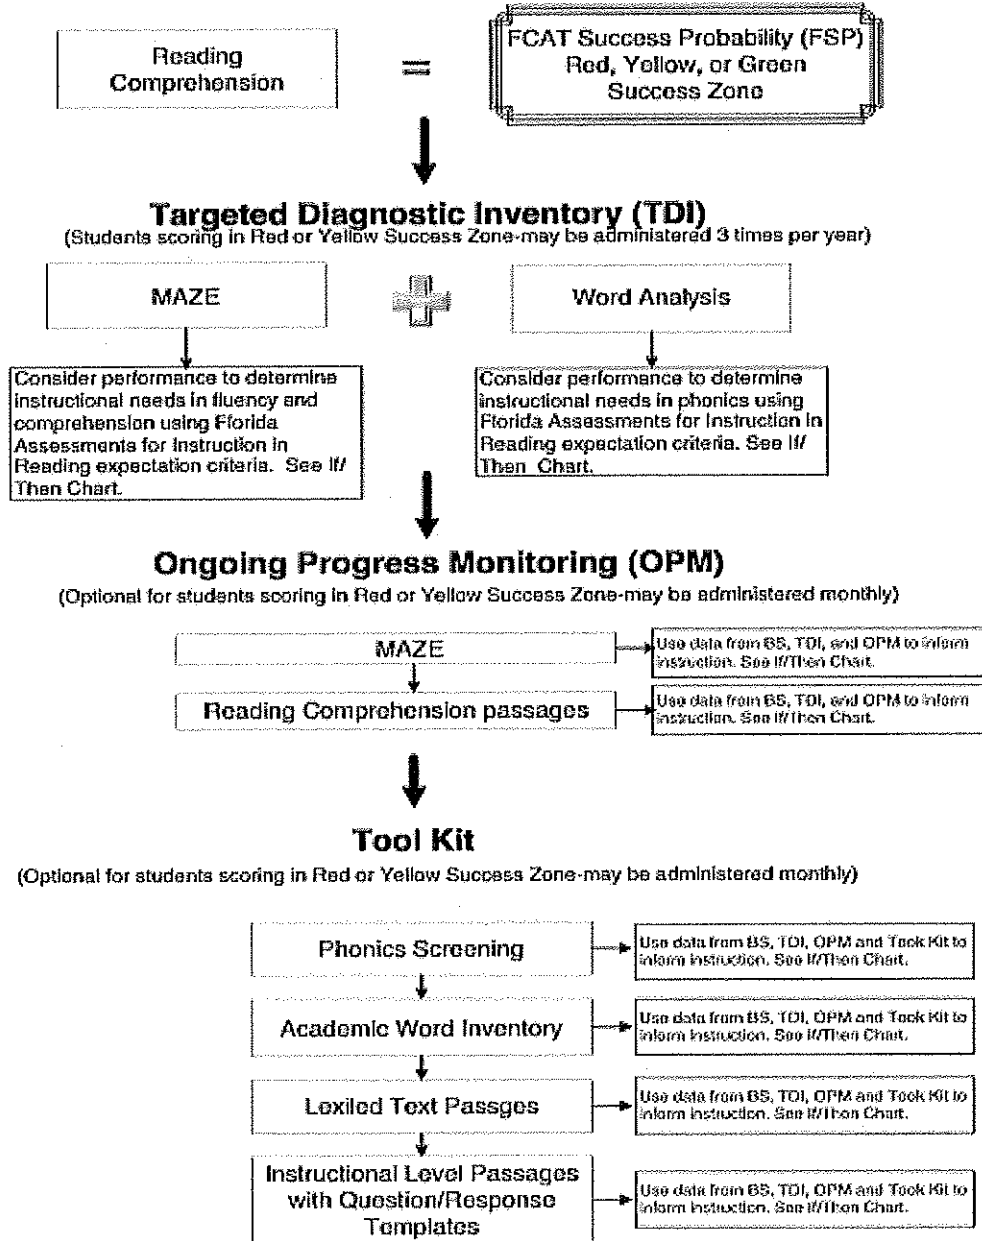 Reading
Comprehension
=
FCAT Success Probability (FSP)
Red, Yellow, or Green
Success Zone
Targeted Diagnostic Inventory (TDI)
(Students scoring in Red or Yellow Success Zone-may be administered 3 times per year)
MAZE
Word Analysis
Consider performance to determine
instructional needs in fluency and
comprehension using Florida
Assessments for Instruction in
Reading expectation criteria. See If/
Then Chart.
Consider performance to determine
instructional needs in phonics using
Florida Assessments for Instruction in
Reading expectation criteria. See If/
Then Chart.
Ongoing Progress Monitoring (OPM)
(Optional for students scoring in Red or Yellow Success Zone-may be administered monthly)
MAZE
Use data from BS, TDI, and OPM to inform
instruction. See If/Then Chart.
Reading Comprehension passages
Use data from BS, TDI, and OPM to inform
instruction. See If/Then Chart.
Tool Kit
(Optional for students scoring in Red or Yellow Success Zone-may be administered monthly)
Phonics Screening
Use data from BS, TDI, OPM and Took Kit to
inform instruction. See If/Then Chart.
Academic Word Inventory
Use data from BS, TDI, OPM and Took Kit to
inform instruction. See If/Then Chart.
Lexiled Text Passges
Use data from BS, TDI, OPM and Took Kit to
inform instruction. See If/Then Chart.
Instructional Level Passages
with Question/Response
Templates
Use data from BS, TDI, OPM and Took Kit to
inform instruction. See If/Then Chart.